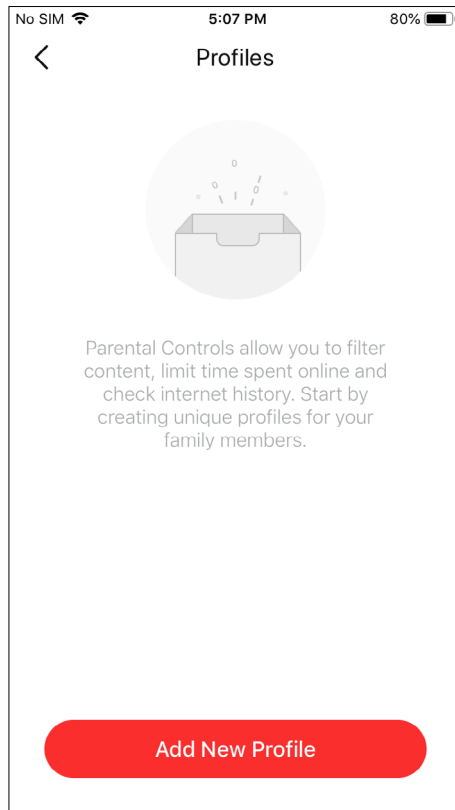 No SIM 5:07 PM 80%
Profiles
Parental Controls allow you to filter
content, limit time spent online and
check internet history. Start by
creating unique profiles for your
family members.
Add New Profile